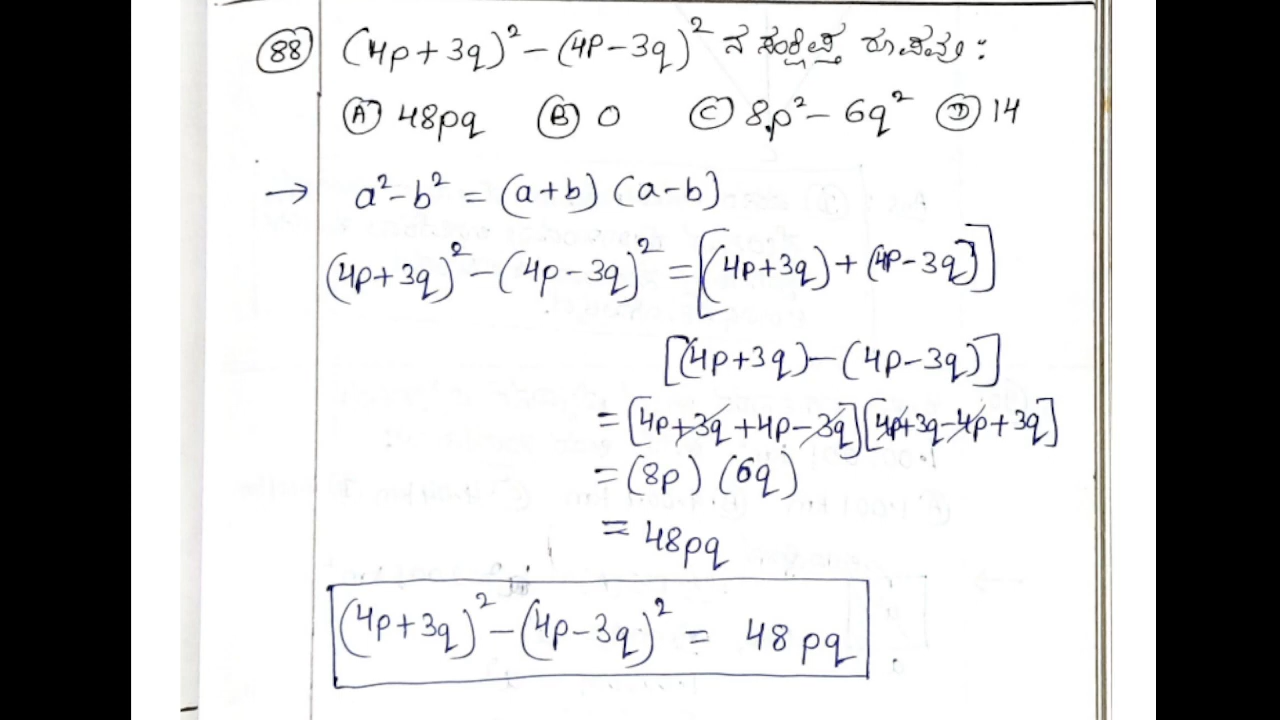 88 (4p+3q)² – (4p–3q)² ನ ಸಂಕ್ಷಿಪ್ತ ರೂಪವು :
Ⓐ 48pq Ⓑ 0 Ⓒ 8p² – 6q² Ⓓ 14
→ a² – b² = (a+b) (a–b)
(4p+3q)² – (4p–3q)² = [(4p+3q) + (4p–3q)]
[(4p+3q) – (4p–3q)]
= [4p+3q+4p–3q] [4p+3q–4p+3q]
= (8p) (6q)
= 48pq
(4p+3q)² – (4p–3q)² = 48pq